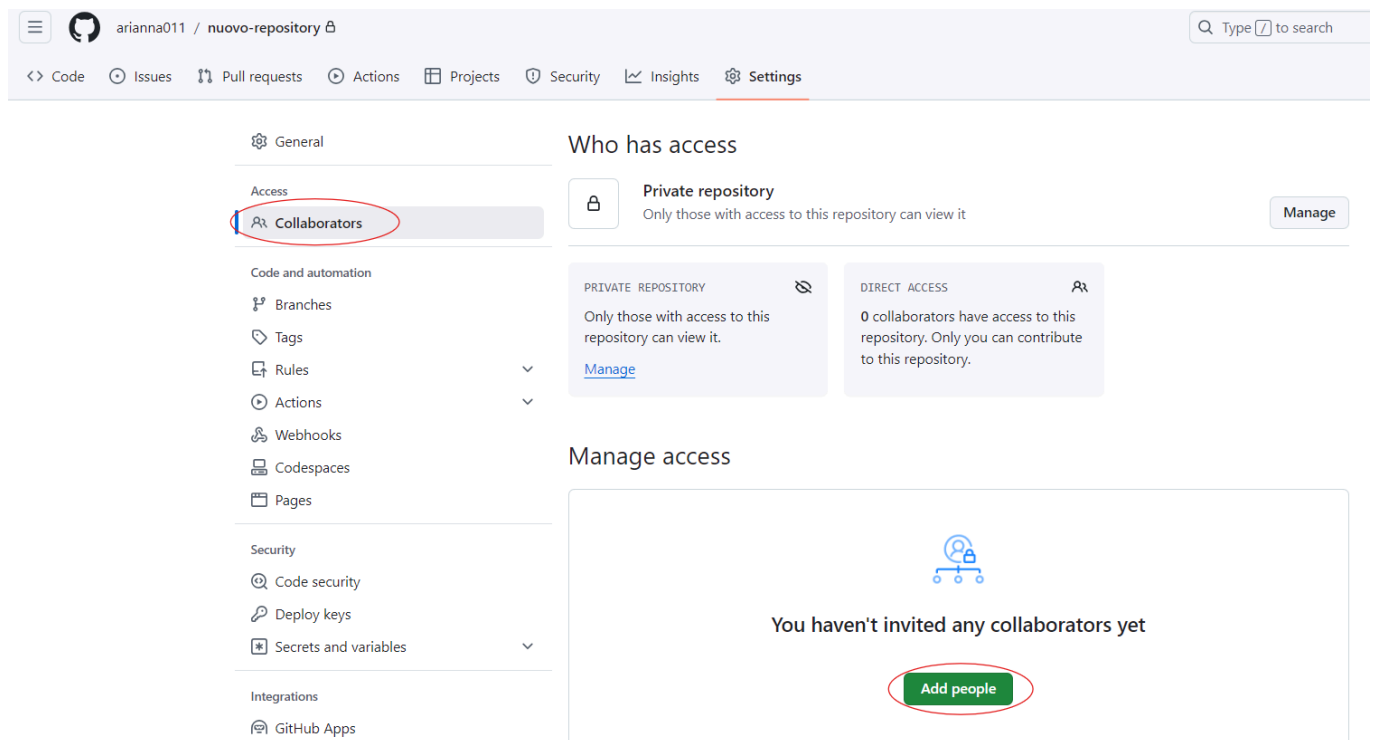 arianna011 / nuovo-repository
Type / to search
Code Issues Pull requests Actions Projects Security Insights Settings
General
Access
Collaborators
Code and automation
Branches
Tags
Rules
Actions
Webhooks
Codespaces
Pages
Security
Code security
Deploy keys
Secrets and variables
Integrations
GitHub Apps
Who has access
Private repository
Only those with access to this repository can view it
Manage
PRIVATE REPOSITORY
Only those with access to this
repository can view it.
Manage
DIRECT ACCESS
0 collaborators have access to this
repository. Only you can contribute
to this repository.
Manage access
You haven't invited any collaborators yet
Add people